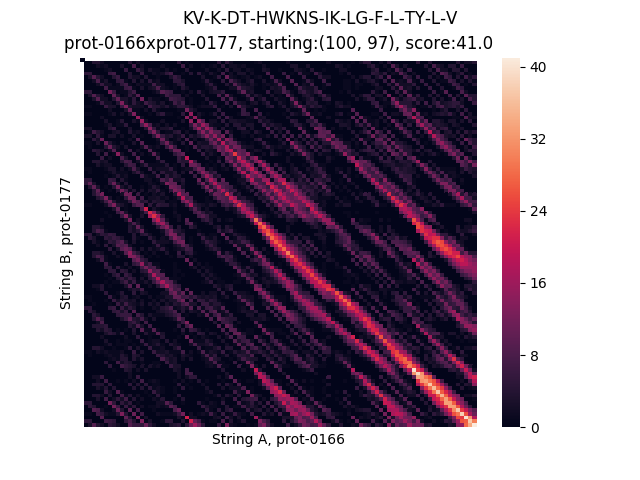 KV-K-DT-HWKNS-IK-LG-F-L-TY-L-V
prot-0166xprot-0177, starting:(100, 97), score:41.0
String B, prot-0177
String A, prot-0166
40
32
24
16
8
0